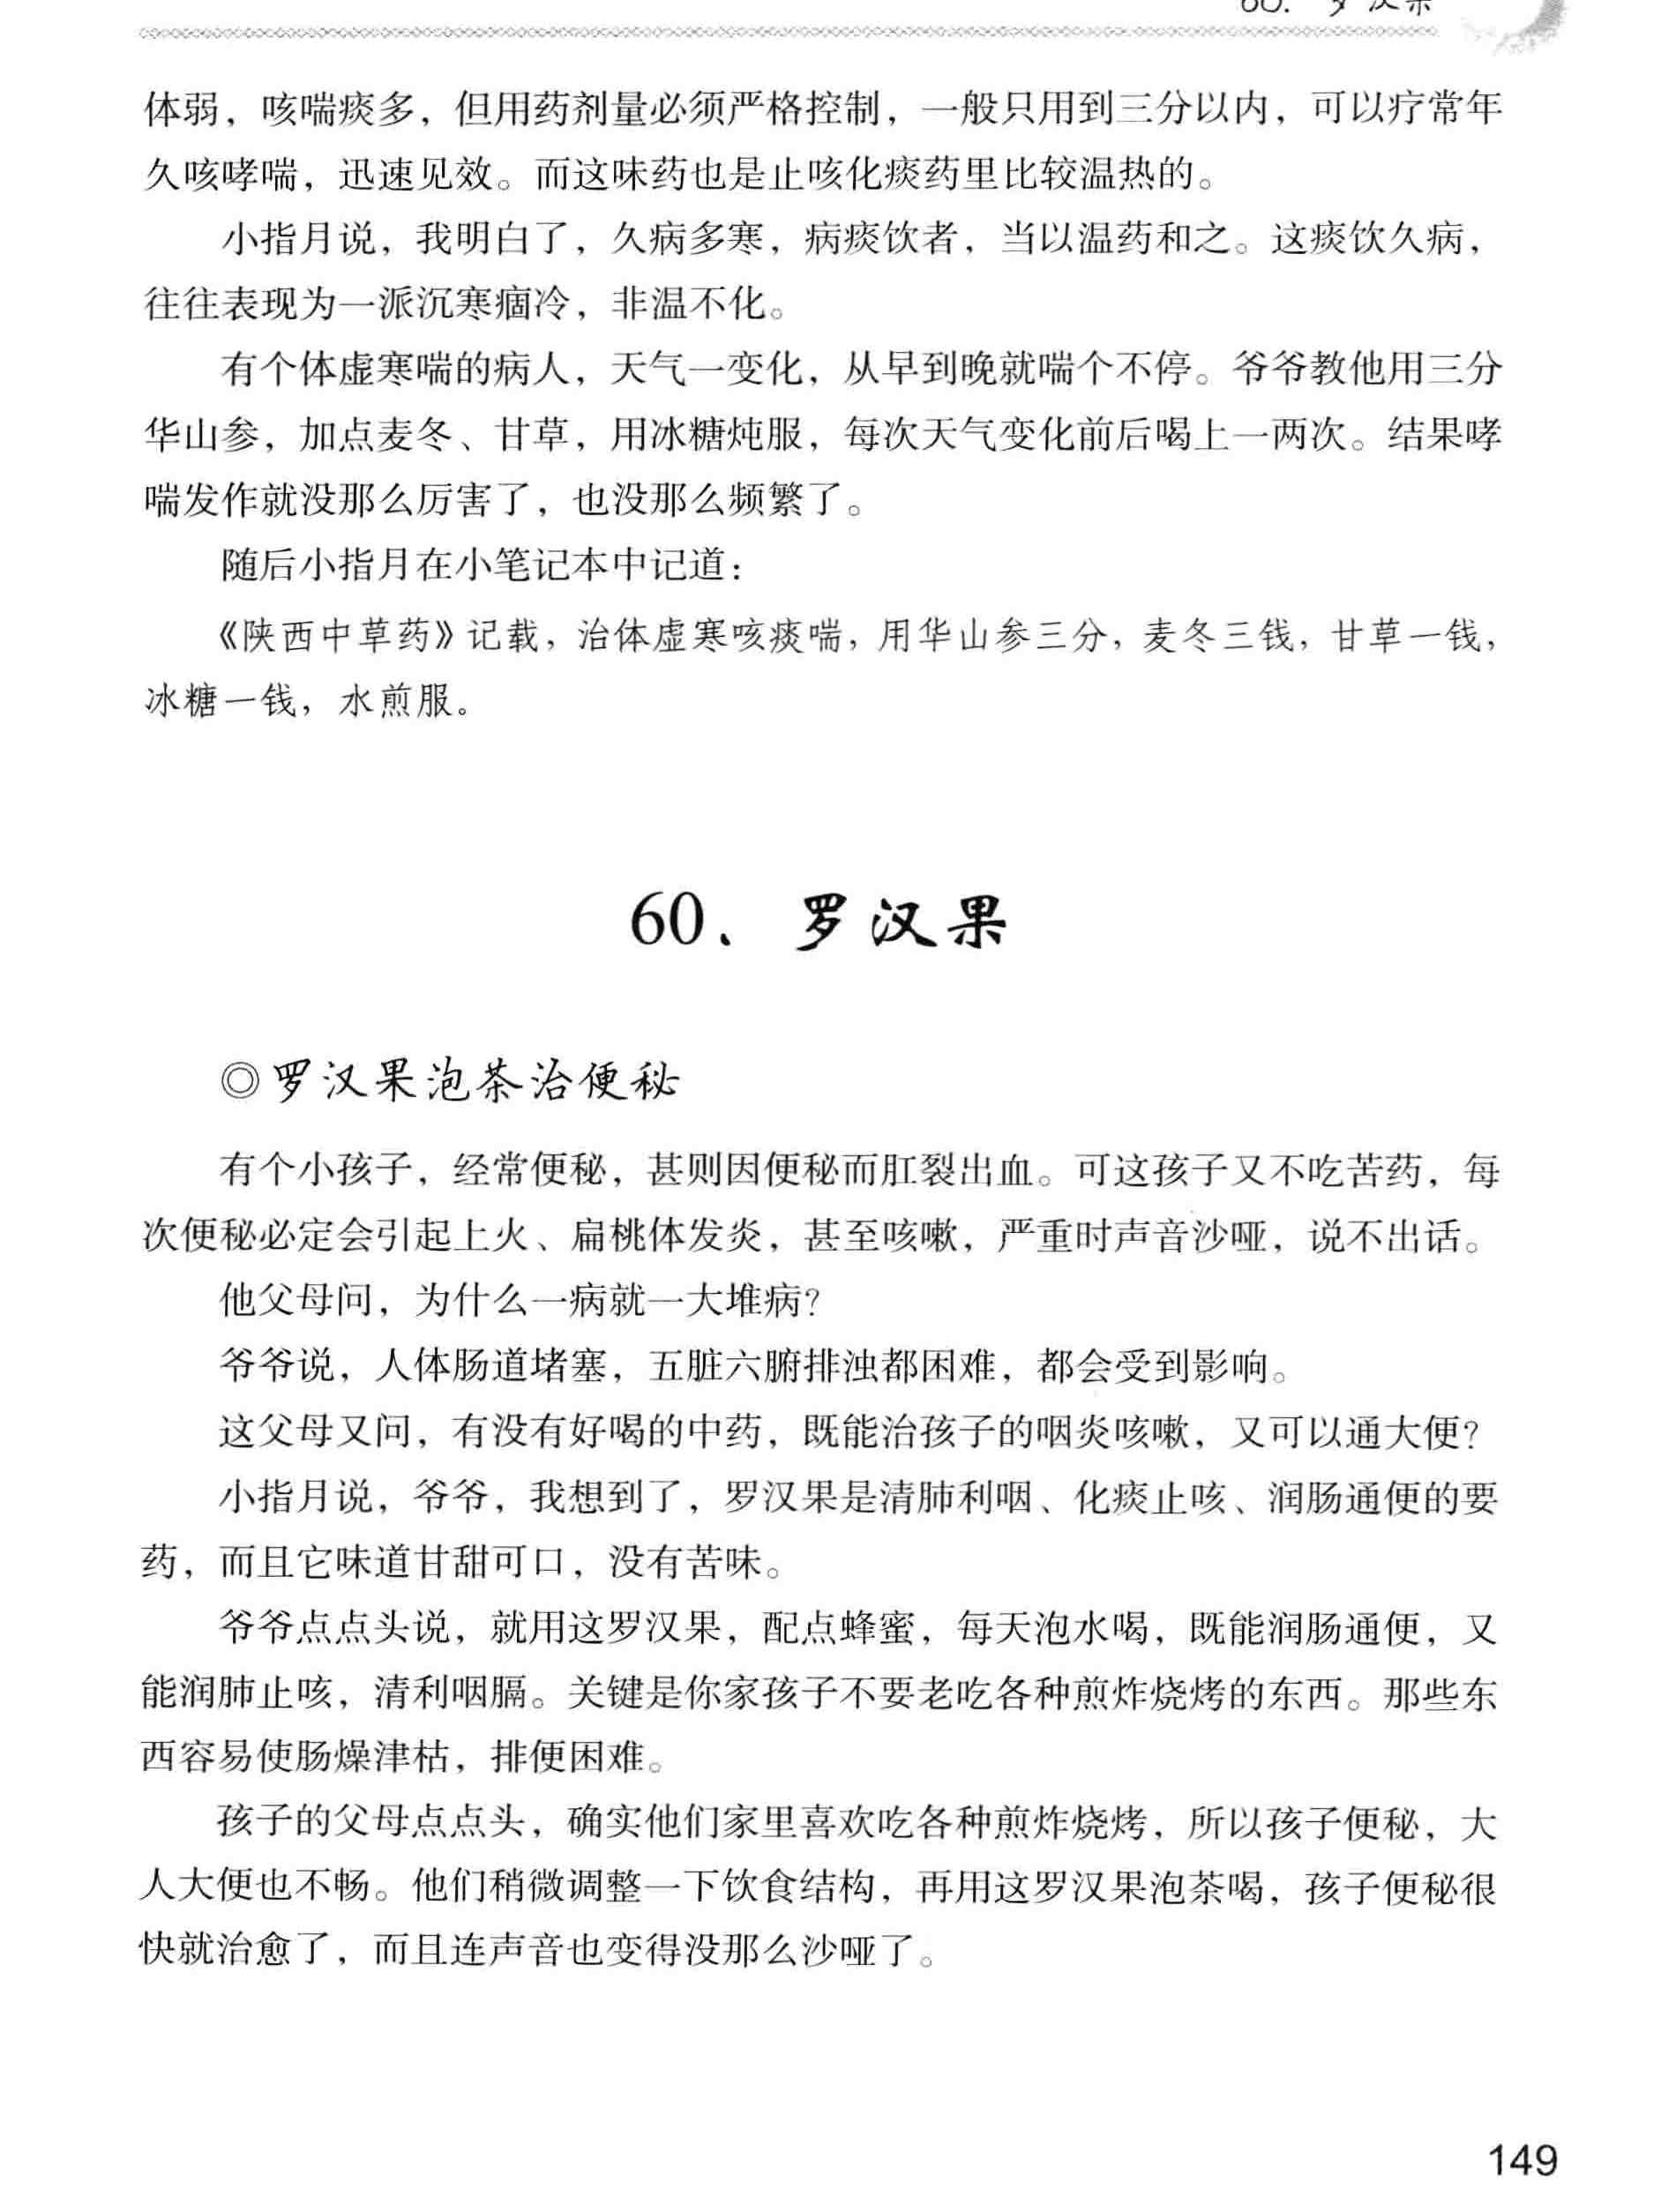 60. 罗汉果
体弱，咳喘痰多，但用药剂量必须严格控制，一般只用到三分以内，可以疗常年
久咳哮喘，迅速见效。而这味药也是止咳化痰药里比较温热的。
小指月说，我明白了，久病多寒，病痰饮者，当以温药和之。这痰饮久病，
往往表现为一派沉寒痼冷，非温不化。
有个体虚寒喘的病人，天气一变化，从早到晚就喘个不停。爷爷教他用三分
华山参，加点麦冬、甘草，用冰糖炖服，每次天气变化前后喝上一两次。结果哮
喘发作就没那么厉害了，也没那么频繁了。
随后小指月在小笔记本中记道：
《陕西中草药》记载，治体虚寒咳痰喘，用华山参三分，麦冬三钱，甘草一钱，
冰糖一钱，水煎服。
60、罗汉果
◎罗汉果泡茶治便秘
有个小孩子，经常便秘，甚则因便秘而肛裂出血。可这孩子又不吃苦药，每
次便秘必定会引起上火、扁桃体发炎，甚至咳嗽，严重时声音沙哑，说不出话。
他父母问，为什么一病就一大堆病？
爷爷说，人体肠道堵塞，五脏六腑排浊都困难，都会受到影响。
这父母又问，有没有好喝的中药，既能治孩子的咽炎咳嗽，又可以通大便？
小指月说，爷爷，我想到了，罗汉果是清肺利咽、化痰止咳、润肠通便的要
药，而且它味道甘甜可口，没有苦味。
爷爷点点头说，就用这罗汉果，配点蜂蜜，每天泡水喝，既能润肠通便，又
能润肺止咳，清利咽膈。关键是你家孩子不要老吃各种煎炸烧烤的东西。那些东
西容易使肠燥津枯，排便困难。
孩子的父母点点头，确实他们家里喜欢吃各种煎炸烧烤，所以孩子便秘，大
人大便也不畅。他们稍微调整一下饮食结构，再用这罗汉果泡茶喝，孩子便秘很
快就治愈了，而且连声音也变得没那么沙哑了。
149